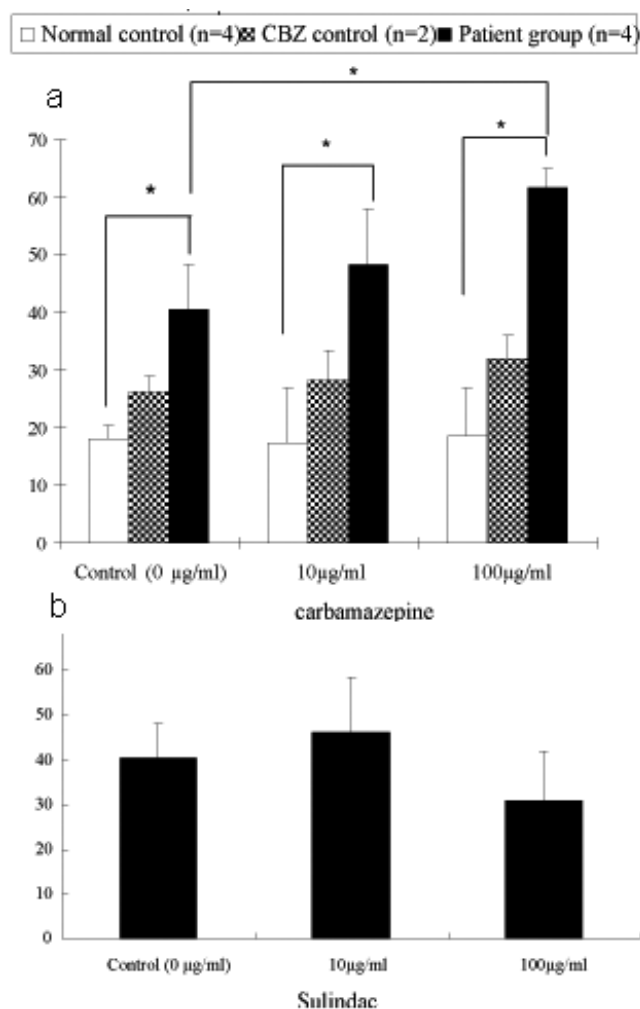 □ Normal control (n=4) ▩ CBZ control (n=2) ■ Patient group (n=4)
a
*
*
*
*
70
60
50
40
30
20
10
0
Control (0 µg/ml) 10µg/ml 100µg/ml
carbamazepine
b
60
50
40
30
20
10
0
Control (0 µg/ml) 10µg/ml 100µg/ml
Sulindac